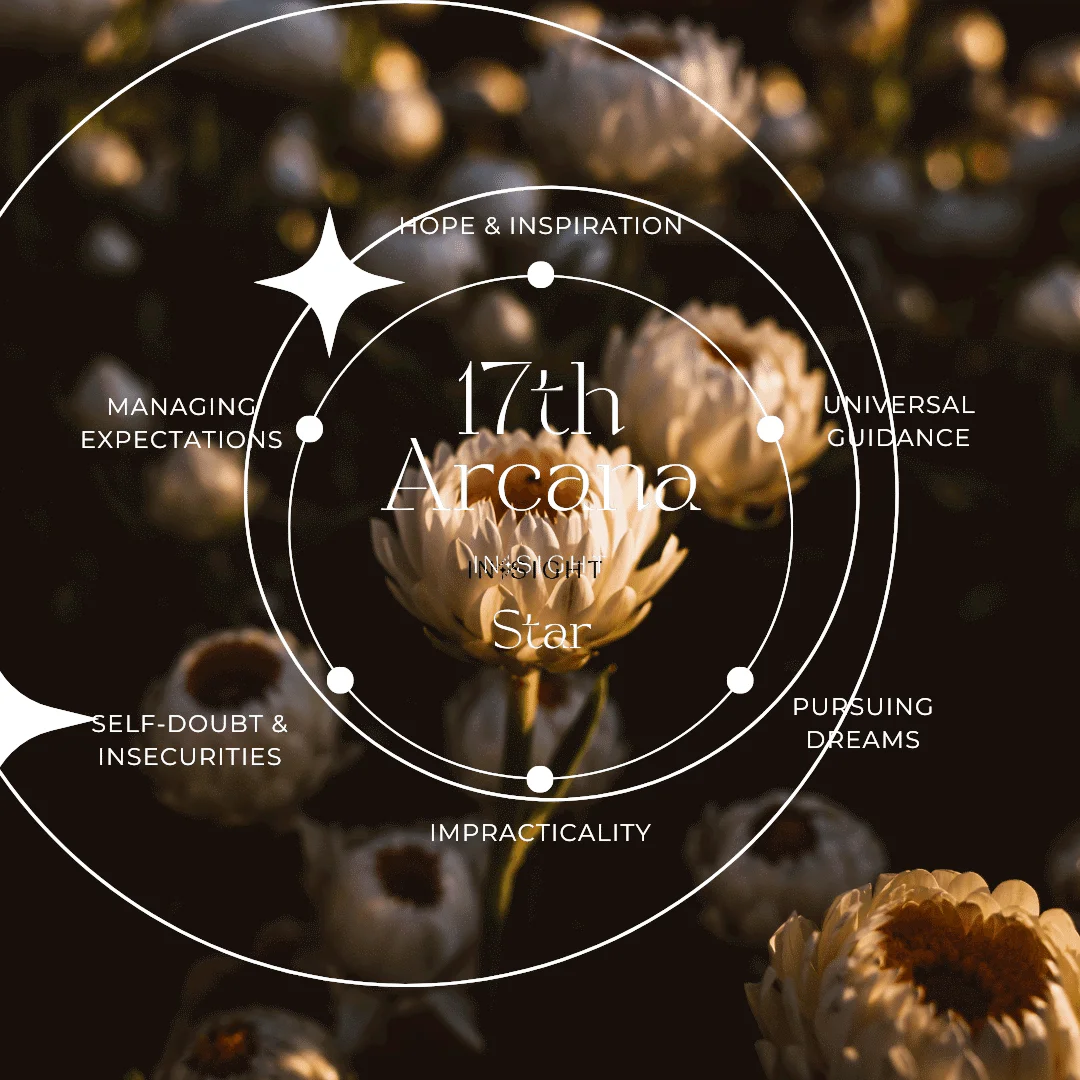 HOPE & INSPIRATION
17th
Arcana
IN*SIGHT
Star
UNIVERSAL
GUIDANCE
PURSUING
DREAMS
IMPRACTICALITY
SELF-DOUBT &
INSECURITIES
MANAGING
EXPECTATIONS